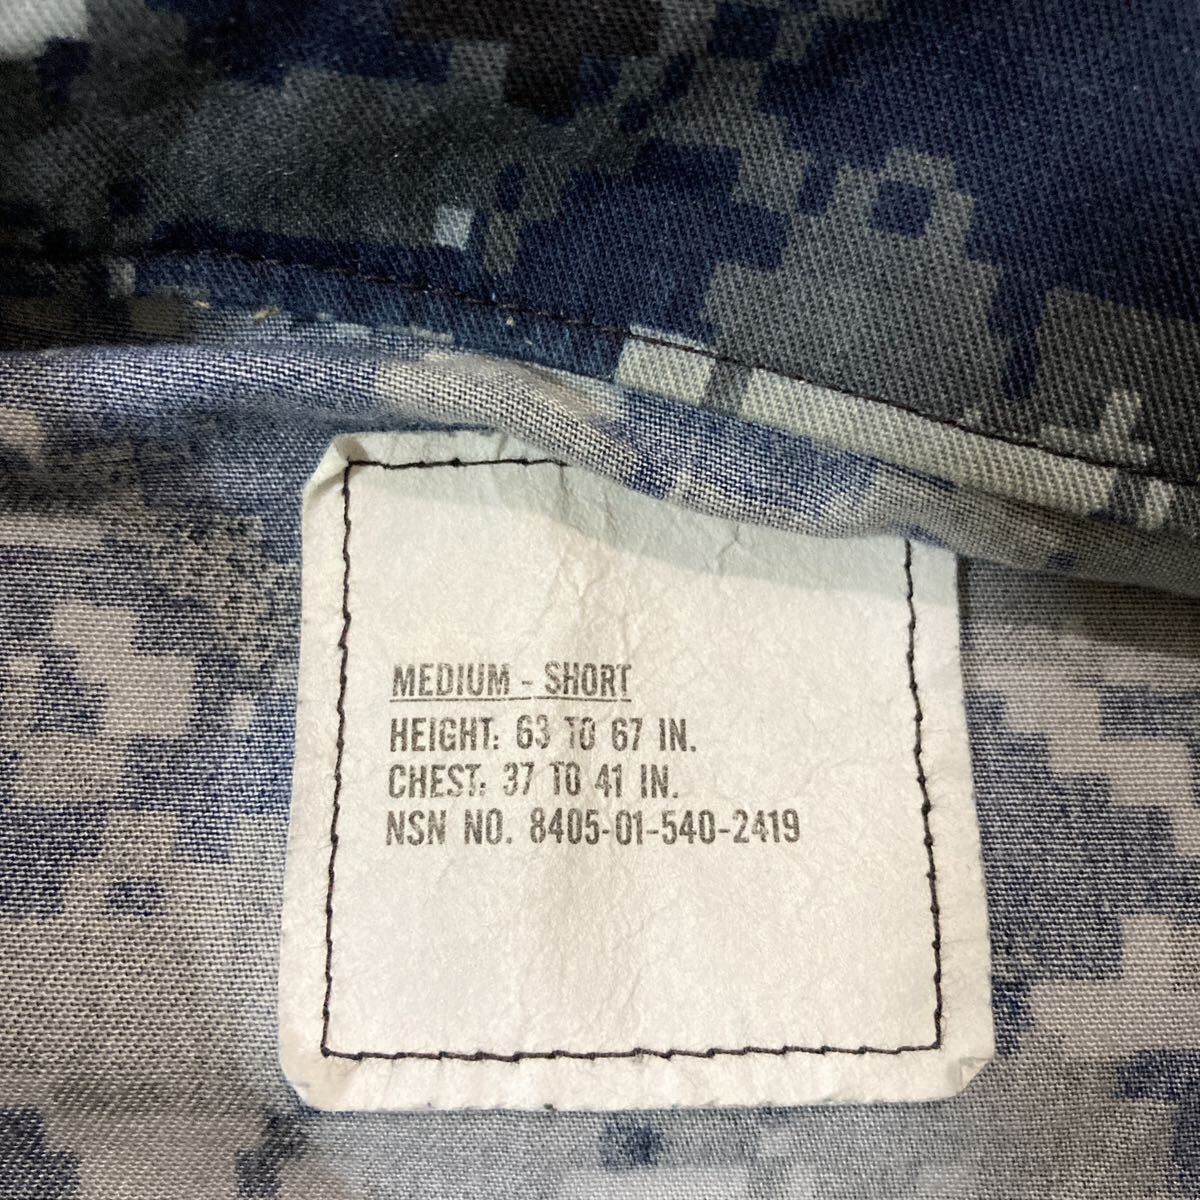 MEDIUM - SHORT
HEIGHT: 63 TO 67 IN.
CHEST: 37 TO 41 IN.
NSN NO. 8405-01-540-2419